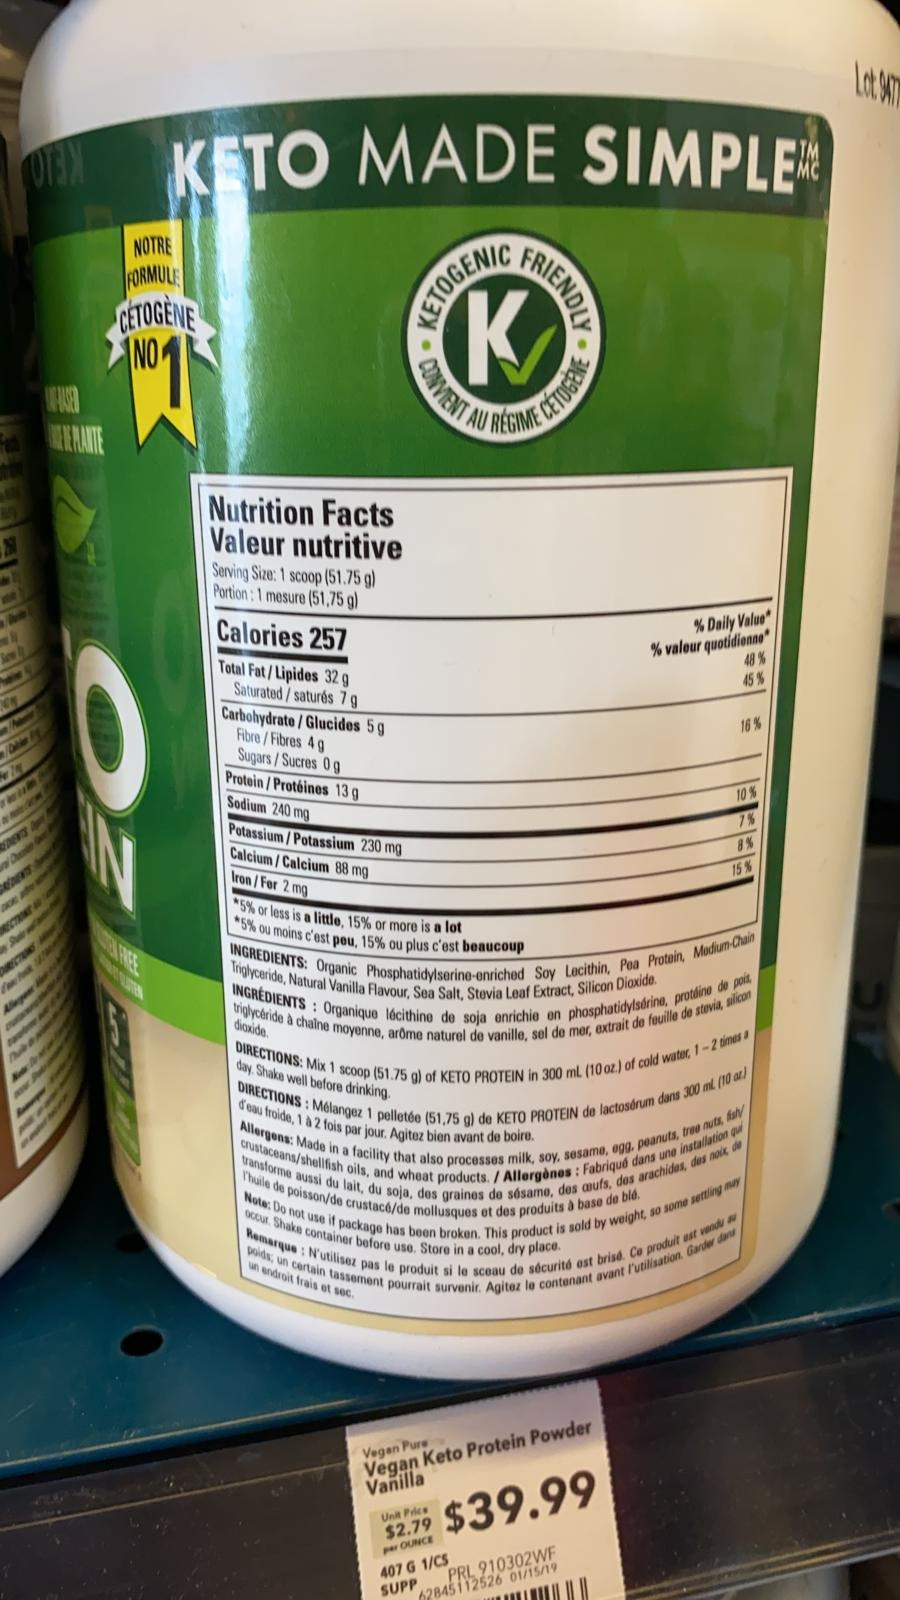 Lot: 9477
KETO MADE SIMPLE TM MC
NOTRE
FORMULE
CÉTOGÈNE
NO 1
KETOGENIC FRIENDLY
K
CONVIENT AU RÉGIME CÉTOGÈNE
DE PLANTE
Nutrition Facts
Valeur nutritive
Serving Size: 1 scoop (51.75 g)
Portion : 1 mesure (51,75 g)
% Daily Value*
% valeur quotidienne*
Calories 257
Total Fat / Lipides 32 g 48 %
Saturated / saturés 7 g 45 %
Carbohydrate / Glucides 5 g
Fibre / Fibres 4 g 16 %
Sugars / Sucres 0 g
Protein / Protéines 13 g
Sodium 240 mg 10 %
Potassium / Potassium 230 mg 7 %
Calcium / Calcium 88 mg 8 %
Iron / Fer 2 mg 15 %
*5% or less is a little, 15% or more is a lot
*5% ou moins c'est peu, 15% ou plus c'est beaucoup
INGREDIENTS: Organic Phosphatidylserine-enriched Soy Lecithin, Pea Protein, Medium-Chain
Triglyceride, Natural Vanilla Flavour, Sea Salt, Stevia Leaf Extract, Silicon Dioxide.
INGRÉDIENTS : Organique lécithine de soja enrichie en phosphatidylsérine, protéine de pois,
triglycéride à chaîne moyenne, arôme naturel de vanille, sel de mer, extrait de feuille de stevia, silicon
dioxide.
DIRECTIONS: Mix 1 scoop (51.75 g) of KETO PROTEIN in 300 mL (10 oz.) of cold water, 1 – 2 times a
day. Shake well before drinking.
DIRECTIONS : Mélangez 1 pelletée (51,75 g) de KETO PROTEIN de lactosérum dans 300 mL (10 oz.)
d'eau froide, 1 à 2 fois par jour. Agitez bien avant de boire.
Allergens: Made in a facility that also processes milk, soy, sesame, egg, peanuts, tree nuts, fish/
crustaceans/shellfish oils, and wheat products. / Allergènes : Fabriqué dans une installation qui
transforme aussi du lait, du soja, des graines de sésame, des œufs, des arachides, des noix, de
l'huile de poisson/de crustacé/de mollusques et des produits à base de blé.
Note: Do not use if package has been broken. This product is sold by weight, so some settling may
occur. Shake container before use. Store in a cool, dry place.
Remarque : N'utilisez pas le produit si le sceau de sécurité est brisé. Ce produit est vendu au
poids; un certain tassement pourrait survenir. Agitez le contenant avant l'utilisation. Garder dans
un endroit frais et sec.
Vegan Pure
Vegan Keto Protein Powder
Vanilla
Unit Price
$2.79
per OUNCE
$39.99
407 G 1/CS
SUPP PRL 910302WF
62845112526 01/15/19